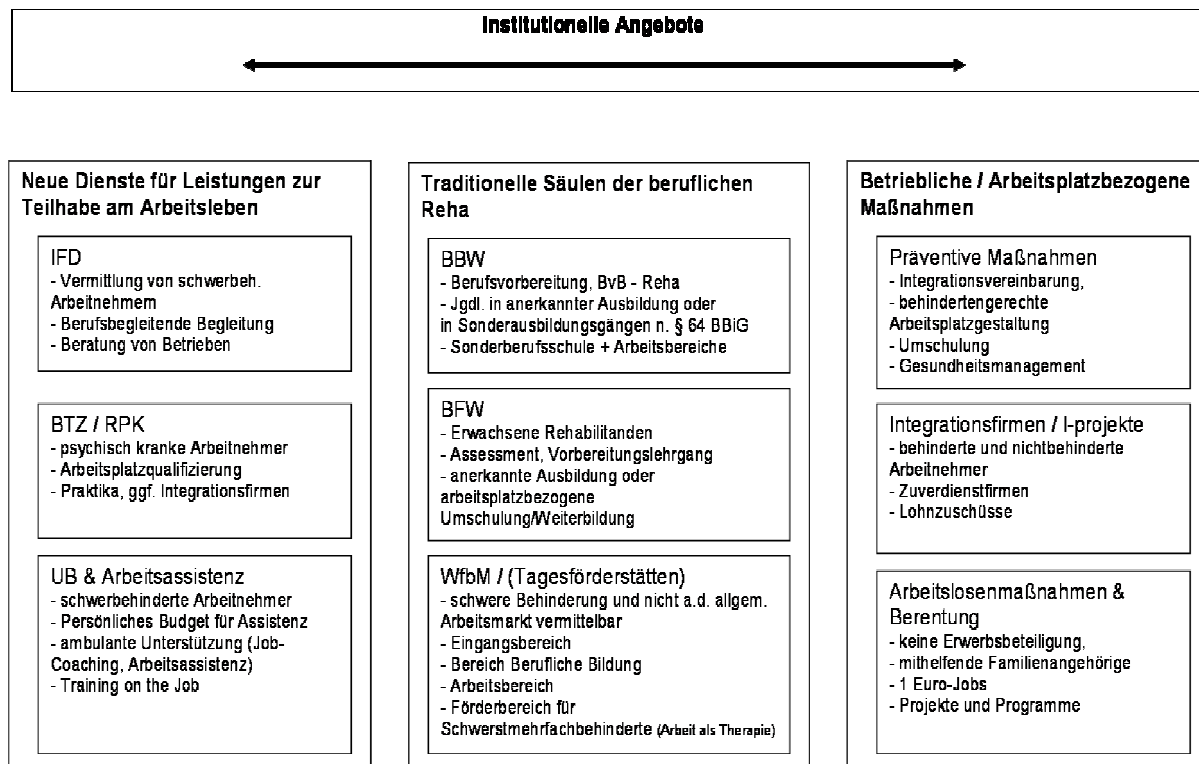 Institutionelle Angebote
Neue Dienste für Leistungen zur
Teilhabe am Arbeitsleben
IFD
- Vermittlung von schwerbeh.
Arbeitnehmern
- Berufsbegleitende Begleitung
- Beratung von Betrieben
BTZ / RPK
- psychisch kranke Arbeitnehmer
- Arbeitsplatzqualifizierung
- Praktika, ggf. Integrationsfirmen
UB & Arbeitsassistenz
- schwerbehinderte Arbeitnehmer
- Persönliches Budget für Assistenz
- ambulante Unterstützung (Job-
Coaching, Arbeitsassistenz)
- Training on the Job
Traditionelle Säulen der beruflichen
Reha
BBW
- Berufsvorbereitung, BvB - Reha
- Jgdl. in anerkannter Ausbildung oder
in Sonderausbildungsgängen n. § 64 BBiG
- Sonderberufsschule + Arbeitsbereiche
BFW
- Erwachsene Rehabilitanden
- Assessment, Vorbereitungslehrgang
- anerkannte Ausbildung oder
arbeitsplatzbezogene
Umschulung/Weiterbildung
WfbM / (Tagesförderstätten)
- schwere Behinderung und nicht a.d. allgem.
Arbeitsmarkt vermittelbar
- Eingangsbereich
- Bereich Berufliche Bildung
- Arbeitsbereich
- Förderbereich für
Schwerstmehrfachbehinderte (Arbeit als Therapie)
Betriebliche / Arbeitsplatzbezogene
Maßnahmen
Präventive Maßnahmen
- Integrationsvereinbarung,
- behindertengerechte
Arbeitsplatzgestaltung
- Umschulung
- Gesundheitsmanagement
Integrationsfirmen / I-projekte
- behinderte und nichtbehinderte
Arbeitnehmer
- Zuverdienstfirmen
- Lohnzuschüsse
Arbeitslosenmaßnahmen &
Berentung
- keine Erwerbsbeteiligung,
- mithelfende Familienangehörige
- 1 Euro-Jobs
- Projekte und Programme